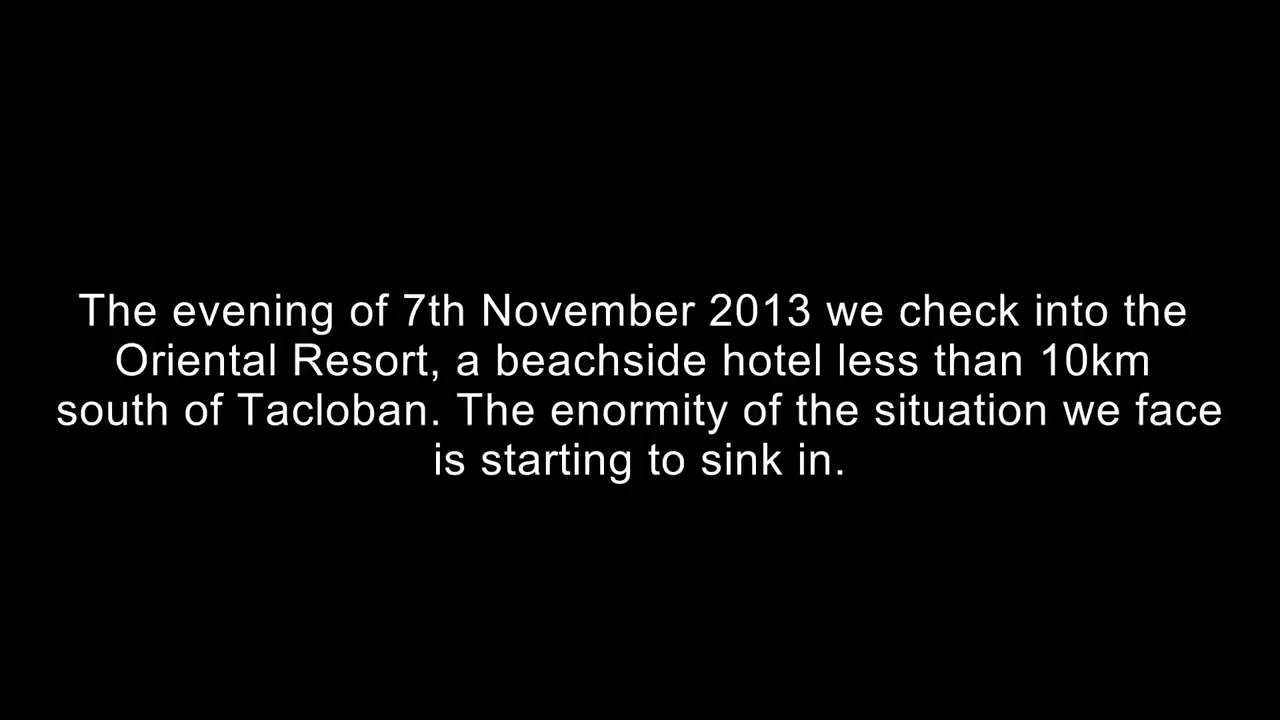 The evening of 7th November 2013 we check into the
Oriental Resort, a beachside hotel less than 10km
south of Tacloban. The enormity of the situation we face
is starting to sink in.